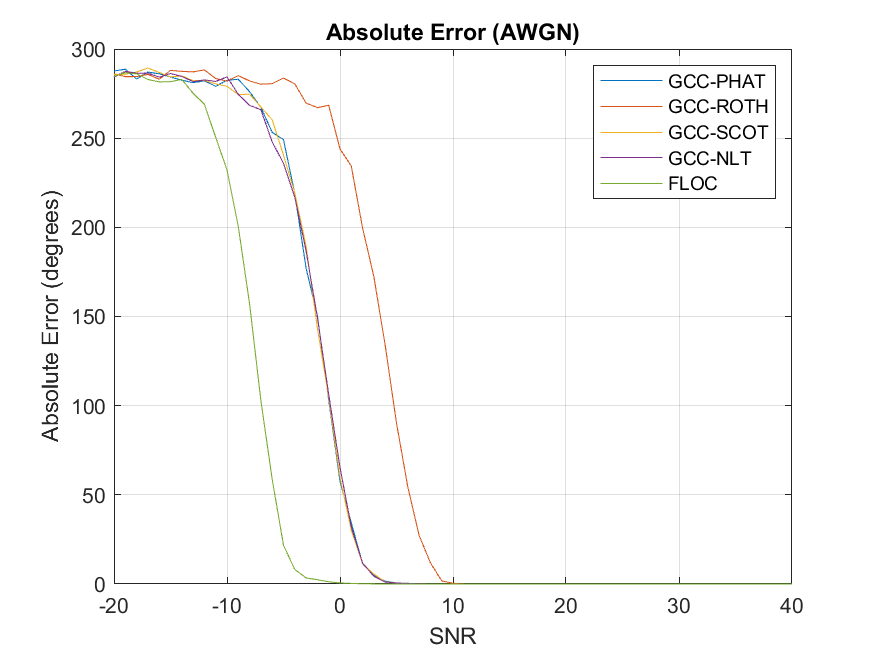 Absolute Error (AWGN)
300
250
200
150
100
50
0
Absolute Error (degrees)
-20
-10
0
10
20
30
40
SNR
GCC-PHAT
GCC-ROTH
GCC-SCOT
GCC-NLT
FLOC